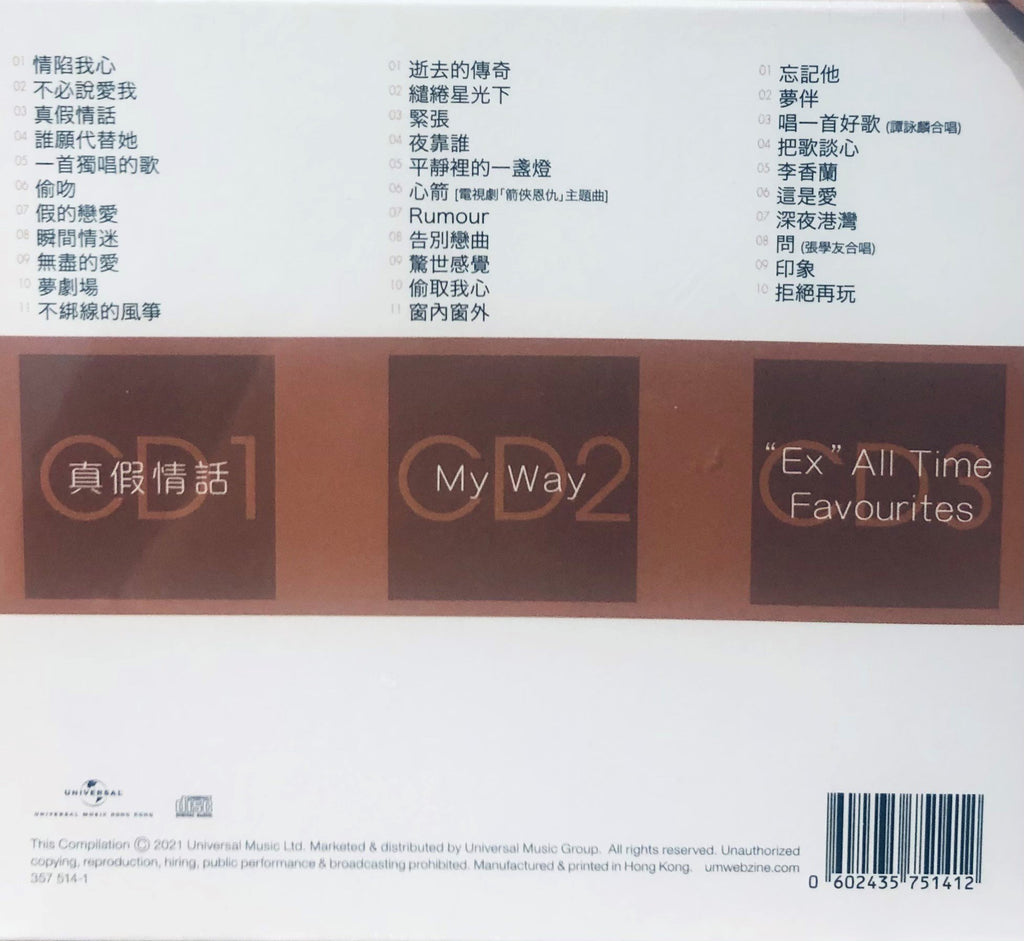 01 情陷我心
02 不必說愛我
03 真假情話
04 誰願代替她
05 一首獨唱的歌
06 偷吻
07 假的戀愛
08 瞬間情迷
09 無盡的愛
10 夢劇場
11 不綁線的風箏
01 逝去的傳奇
02 繾綣星光下
03 緊張
04 夜靠誰
05 平靜裡的一盞燈
06 心箭 [電視劇「箭俠恩仇」主題曲]
07 Rumour
08 告別戀曲
09 驚世感覺
10 偷取我心
11 窗內窗外
01 忘記他
02 夢伴
03 唱一首好歌 (譚詠麟合唱)
04 把歌談心
05 李香蘭
06 這是愛
07 深夜港灣
08 問 (張學友合唱)
09 印象
10 拒絕再玩
CD1
真假情話
CD2
My Way
CD3
"Ex" All Time
Favourites
UNIVERSAL
UNIVERSAL MUSIC HONG KONG
disc
DIGITAL AUDIO
This Compilation Ⓒ 2021 Universal Music Ltd. Marketed & distributed by Universal Music Group. All rights reserved. Unauthorized
copying, reproduction, hiring, public performance & broadcasting prohibited. Manufactured & printed in Hong Kong. umwebzine.com
357 514-1
0 602435 751412